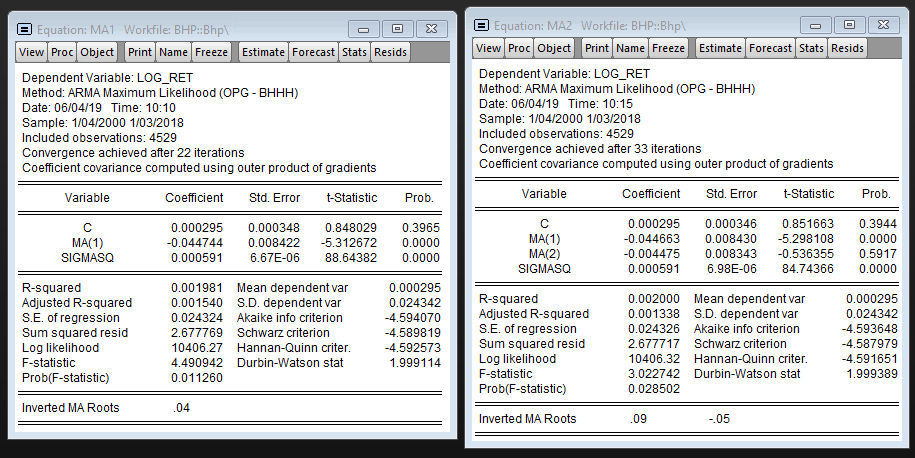 Equation: MA1 Workfile: BHP::Bhp\
View Proc Object Print Name Freeze Estimate Forecast Stats Resids
Dependent Variable: LOG_RET
Method: ARMA Maximum Likelihood (OPG - BHHH)
Date: 06/04/19 Time: 10:10
Sample: 1/04/2000 1/03/2018
Included observations: 4529
Convergence achieved after 22 iterations
Coefficient covariance computed using outer product of gradients
Variable Coefficient Std. Error t-Statistic Prob.
C 0.000295 0.000348 0.848029 0.3965
MA(1) -0.044744 0.008422 -5.312672 0.0000
SIGMASQ 0.000591 6.67E-06 88.64382 0.0000
R-squared 0.001981 Mean dependent var 0.000295
Adjusted R-squared 0.001540 S.D. dependent var 0.024342
S.E. of regression 0.024324 Akaike info criterion -4.594070
Sum squared resid 2.677769 Schwarz criterion -4.589819
Log likelihood 10406.27 Hannan-Quinn criter. -4.592573
F-statistic 4.490942 Durbin-Watson stat 1.999114
Prob(F-statistic) 0.011260
Inverted MA Roots .04
Equation: MA2 Workfile: BHP::Bhp\
View Proc Object Print Name Freeze Estimate Forecast Stats Resids
Dependent Variable: LOG_RET
Method: ARMA Maximum Likelihood (OPG - BHHH)
Date: 06/04/19 Time: 10:15
Sample: 1/04/2000 1/03/2018
Included observations: 4529
Convergence achieved after 33 iterations
Coefficient covariance computed using outer product of gradients
Variable Coefficient Std. Error t-Statistic Prob.
C 0.000295 0.000346 0.851663 0.3944
MA(1) -0.044663 0.008430 -5.298108 0.0000
MA(2) -0.004475 0.008343 -0.536355 0.5917
SIGMASQ 0.000591 6.98E-06 84.74366 0.0000
R-squared 0.002000 Mean dependent var 0.000295
Adjusted R-squared 0.001338 S.D. dependent var 0.024342
S.E. of regression 0.024326 Akaike info criterion -4.593648
Sum squared resid 2.677717 Schwarz criterion -4.587979
Log likelihood 10406.32 Hannan-Quinn criter. -4.591651
F-statistic 3.022742 Durbin-Watson stat 1.999389
Prob(F-statistic) 0.028502
Inverted MA Roots .09 -.05